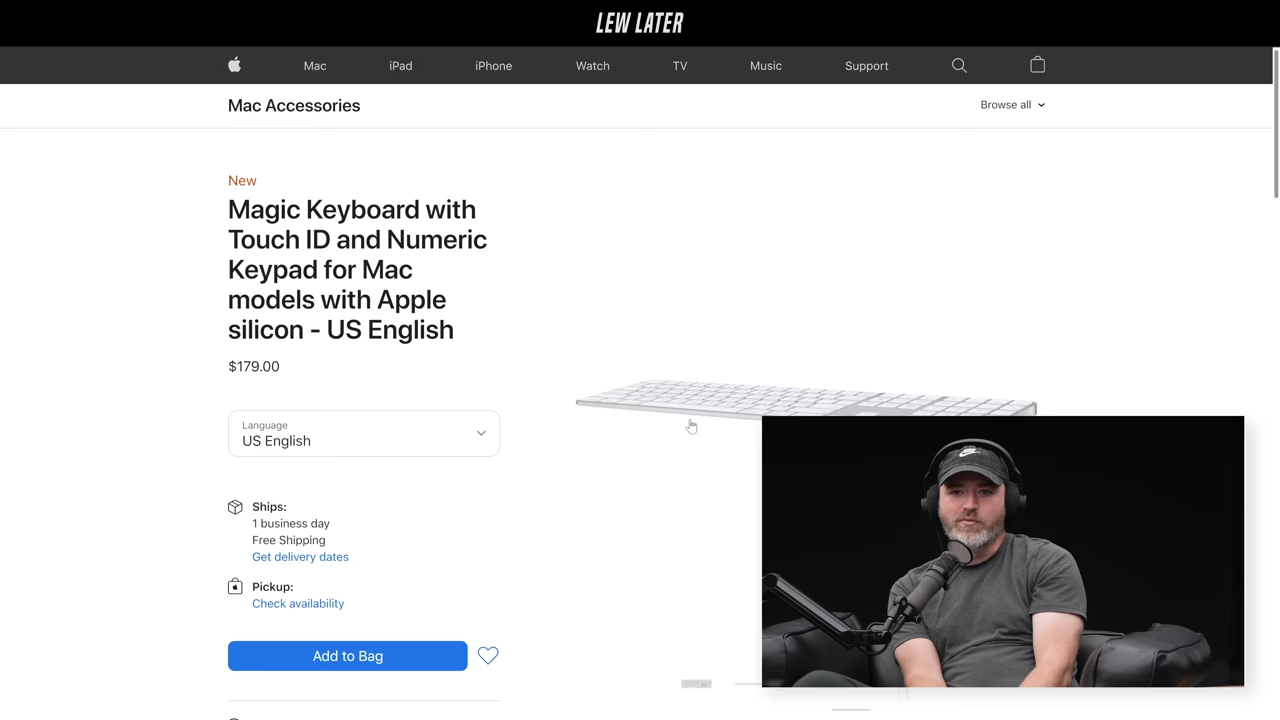 LEW LATER
Mac
iPad
iPhone
Watch
TV
Music
Support
Mac Accessories
Browse all
New
Magic Keyboard with
Touch ID and Numeric
Keypad for Mac
models with Apple
silicon - US English
$179.00
Language
US English
Ships:
1 business day
Free Shipping
Get delivery dates
Pickup:
Check availability
Add to Bag